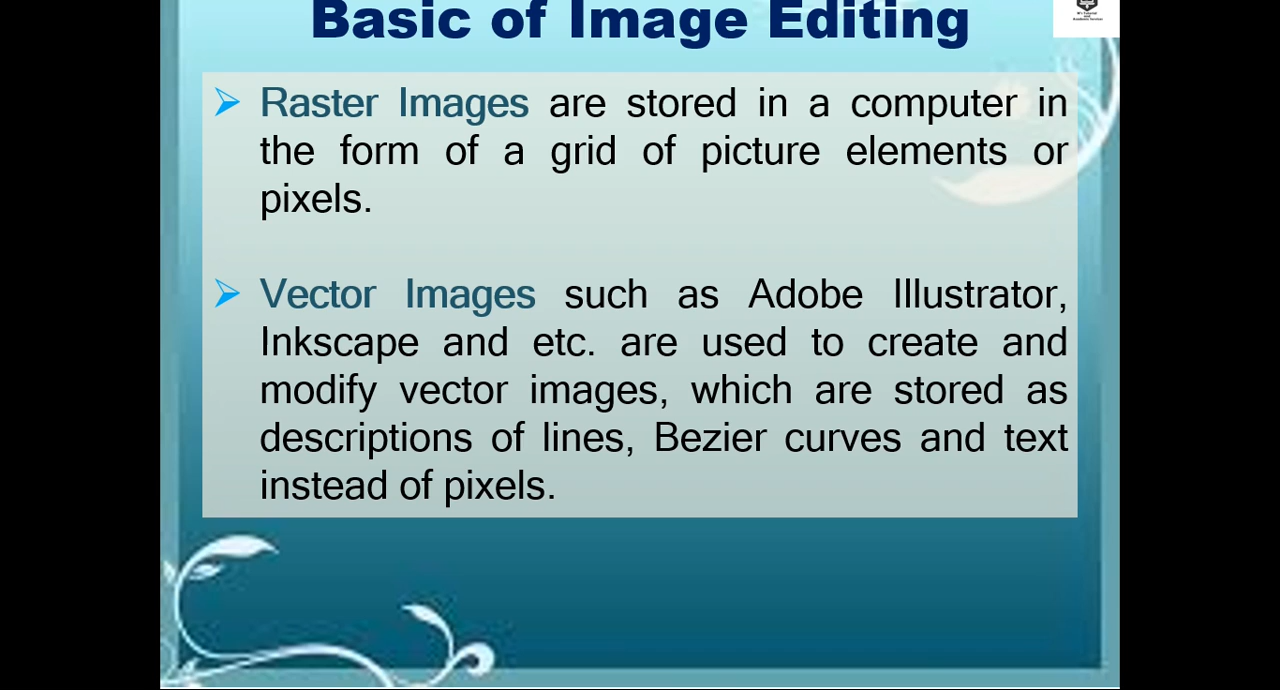 Basic of Image Editing
Raster Images are stored in a computer in
the form of a grid of picture elements or
pixels.
Vector Images such as Adobe Illustrator,
Inkscape and etc. are used to create and
modify vector images, which are stored as
descriptions of lines, Bezier curves and text
instead of pixels.